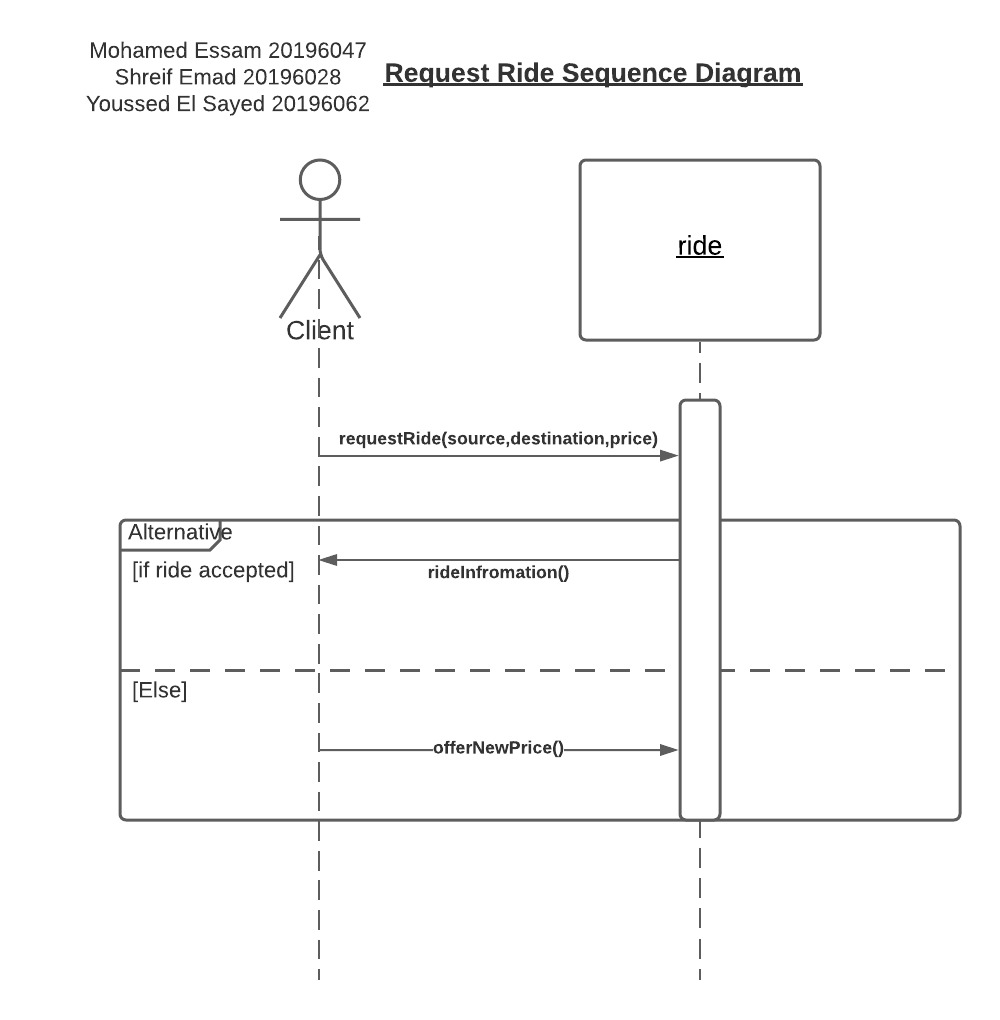 Mohamed Essam 20196047
Shreif Emad 20196028
Youssed El Sayed 20196062
Request Ride Sequence Diagram
ride
Client
requestRide(source,destination,price)
Alternative
[if ride accepted]
rideInfromation()
[Else]
offerNewPrice()